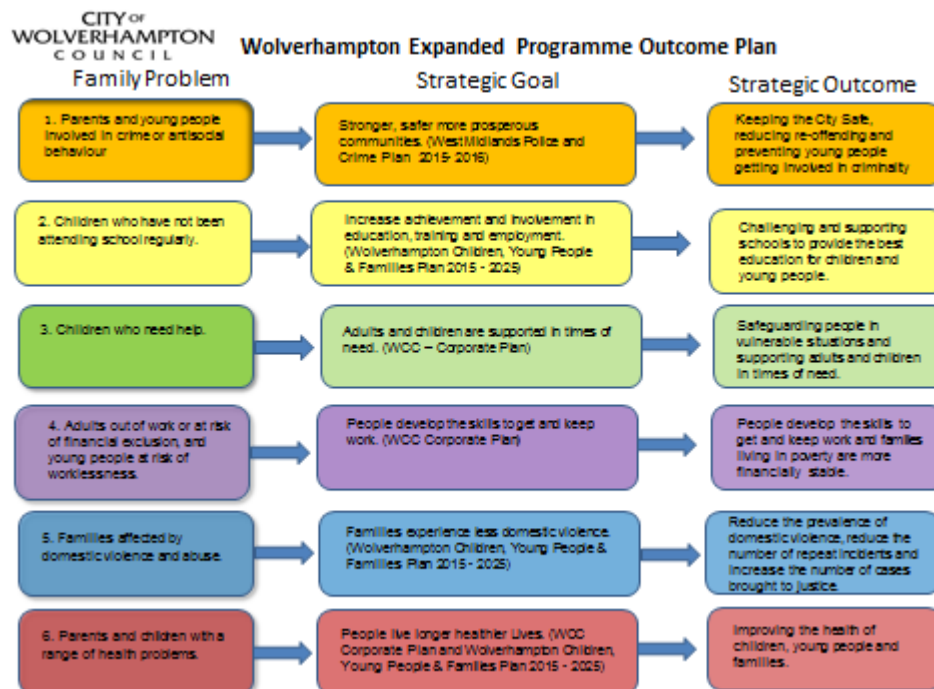 CITY OF
WOLVERHAMPTON
COUNCIL
Wolverhampton Expanded Programme Outcome Plan
Family Problem
Strategic Goal
Strategic Outcome
1. Parents and young people
involved in crime or antisocial
behaviour
Stronger, safer more prosperous
communities. (West Midlands Police and
Crime Plan 2015- 2016)
Keeping the City Safe,
reducing re-offending and
preventing young people
getting involved in criminality
2. Children who have not been
attending school regularly.
Increase achievement and involvement in
education, training and employment.
(Wolverhampton Children, Young People
& Families Plan 2015 - 2025)
Challenging and supporting
schools to provide the best
education for children and
young people.
3. Children who need help.
Adults and children are supported in times of
need. (WCC – Corporate Plan)
Safeguarding people in
vulnerable situations and
supporting adults and children
in times of need.
4. Adults out of work or at risk
of financial exclusion, and
young people at risk of
worklessness.
People develop the skills to get and keep
work. (WCC Corporate Plan)
People develop the skills to
get and keep work and families
living in poverty are more
financially stable.
5. Families affected by
domestic violence and abuse.
Families experience less domestic violence.
(Wolverhampton Children, Young People &
Families Plan 2015 - 2025)
Reduce the prevalence of
domestic violence, reduce the
number of repeat incidents and
increase the number of cases
brought to justice.
6. Parents and children with a
range of health problems.
People live longer healthier Lives. (WCC
Corporate Plan and Wolverhampton Children,
Young People & Families Plan 2015 - 2025)
Improving the health of
children, young people and
families.